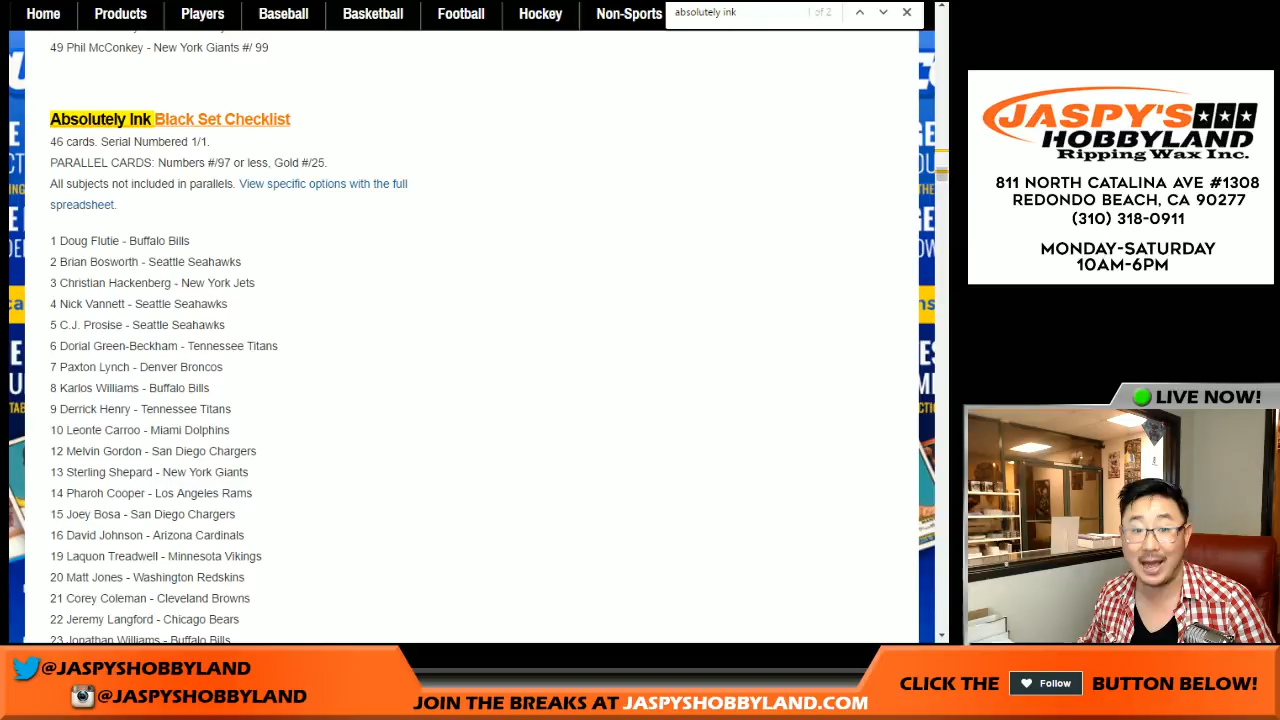 Home Products Players Baseball Basketball Football Hockey Non-Sports
absolutely ink 1 of 2
49 Phil McConkey - New York Giants #/ 99
Absolutely Ink Black Set Checklist
46 cards. Serial Numbered 1/1.
PARALLEL CARDS: Numbers #/97 or less, Gold #/25.
All subjects not included in parallels. View specific options with the full
spreadsheet.
1 Doug Flutie - Buffalo Bills
2 Brian Bosworth - Seattle Seahawks
3 Christian Hackenberg - New York Jets
4 Nick Vannett - Seattle Seahawks
5 C.J. Prosise - Seattle Seahawks
6 Dorial Green-Beckham - Tennessee Titans
7 Paxton Lynch - Denver Broncos
8 Karlos Williams - Buffalo Bills
9 Derrick Henry - Tennessee Titans
10 Leonte Carroo - Miami Dolphins
12 Melvin Gordon - San Diego Chargers
13 Sterling Shepard - New York Giants
14 Pharoh Cooper - Los Angeles Rams
15 Joey Bosa - San Diego Chargers
16 David Johnson - Arizona Cardinals
19 Laquon Treadwell - Minnesota Vikings
20 Matt Jones - Washington Redskins
21 Corey Coleman - Cleveland Browns
22 Jeremy Langford - Chicago Bears
23 Jonathan Williams - Buffalo Bills
JASPY'S
HOBBYLAND
Ripping Wax Inc.
811 NORTH CATALINA AVE #1308
REDONDO BEACH, CA 90277
(310) 318-0911
MONDAY-SATURDAY
10AM-6PM
LIVE NOW!
@JASPYSHOBBYLAND
@JASPYSHOBBYLAND
JOIN THE BREAKS AT JASPYSHOBBYLAND.COM
CLICK THE Follow BUTTON BELOW!